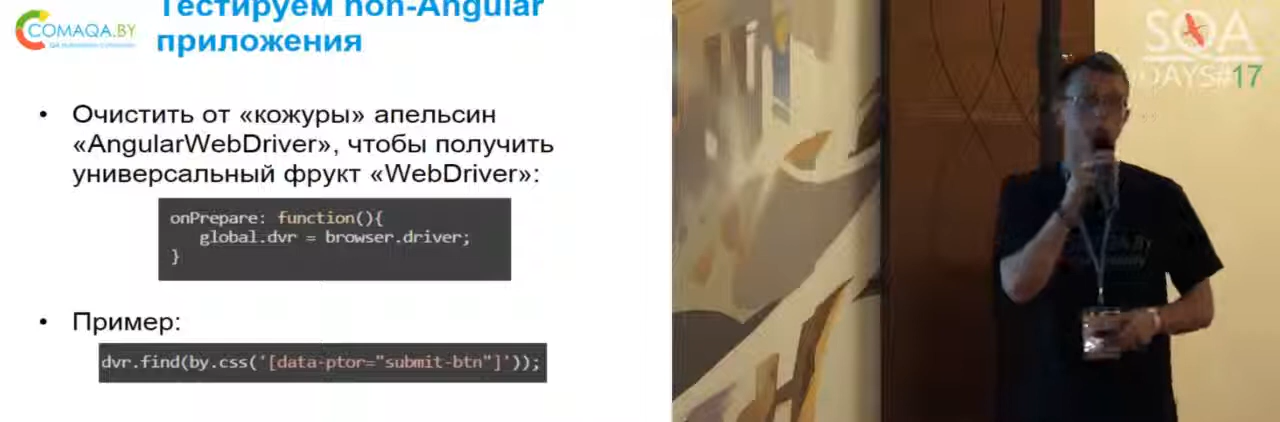 COMAQA.BY
Тестируем non-Angular
приложения
• Очистить от «кожуры» апельсин
«AngularWebDriver», чтобы получить
универсальный фрукт «WebDriver»:
onPrepare: function(){
global.dvr = browser.driver;
}
• Пример:
dvr.find(by.css('[data-ptor="submit-btn"]'));
SQA
DAYS#17